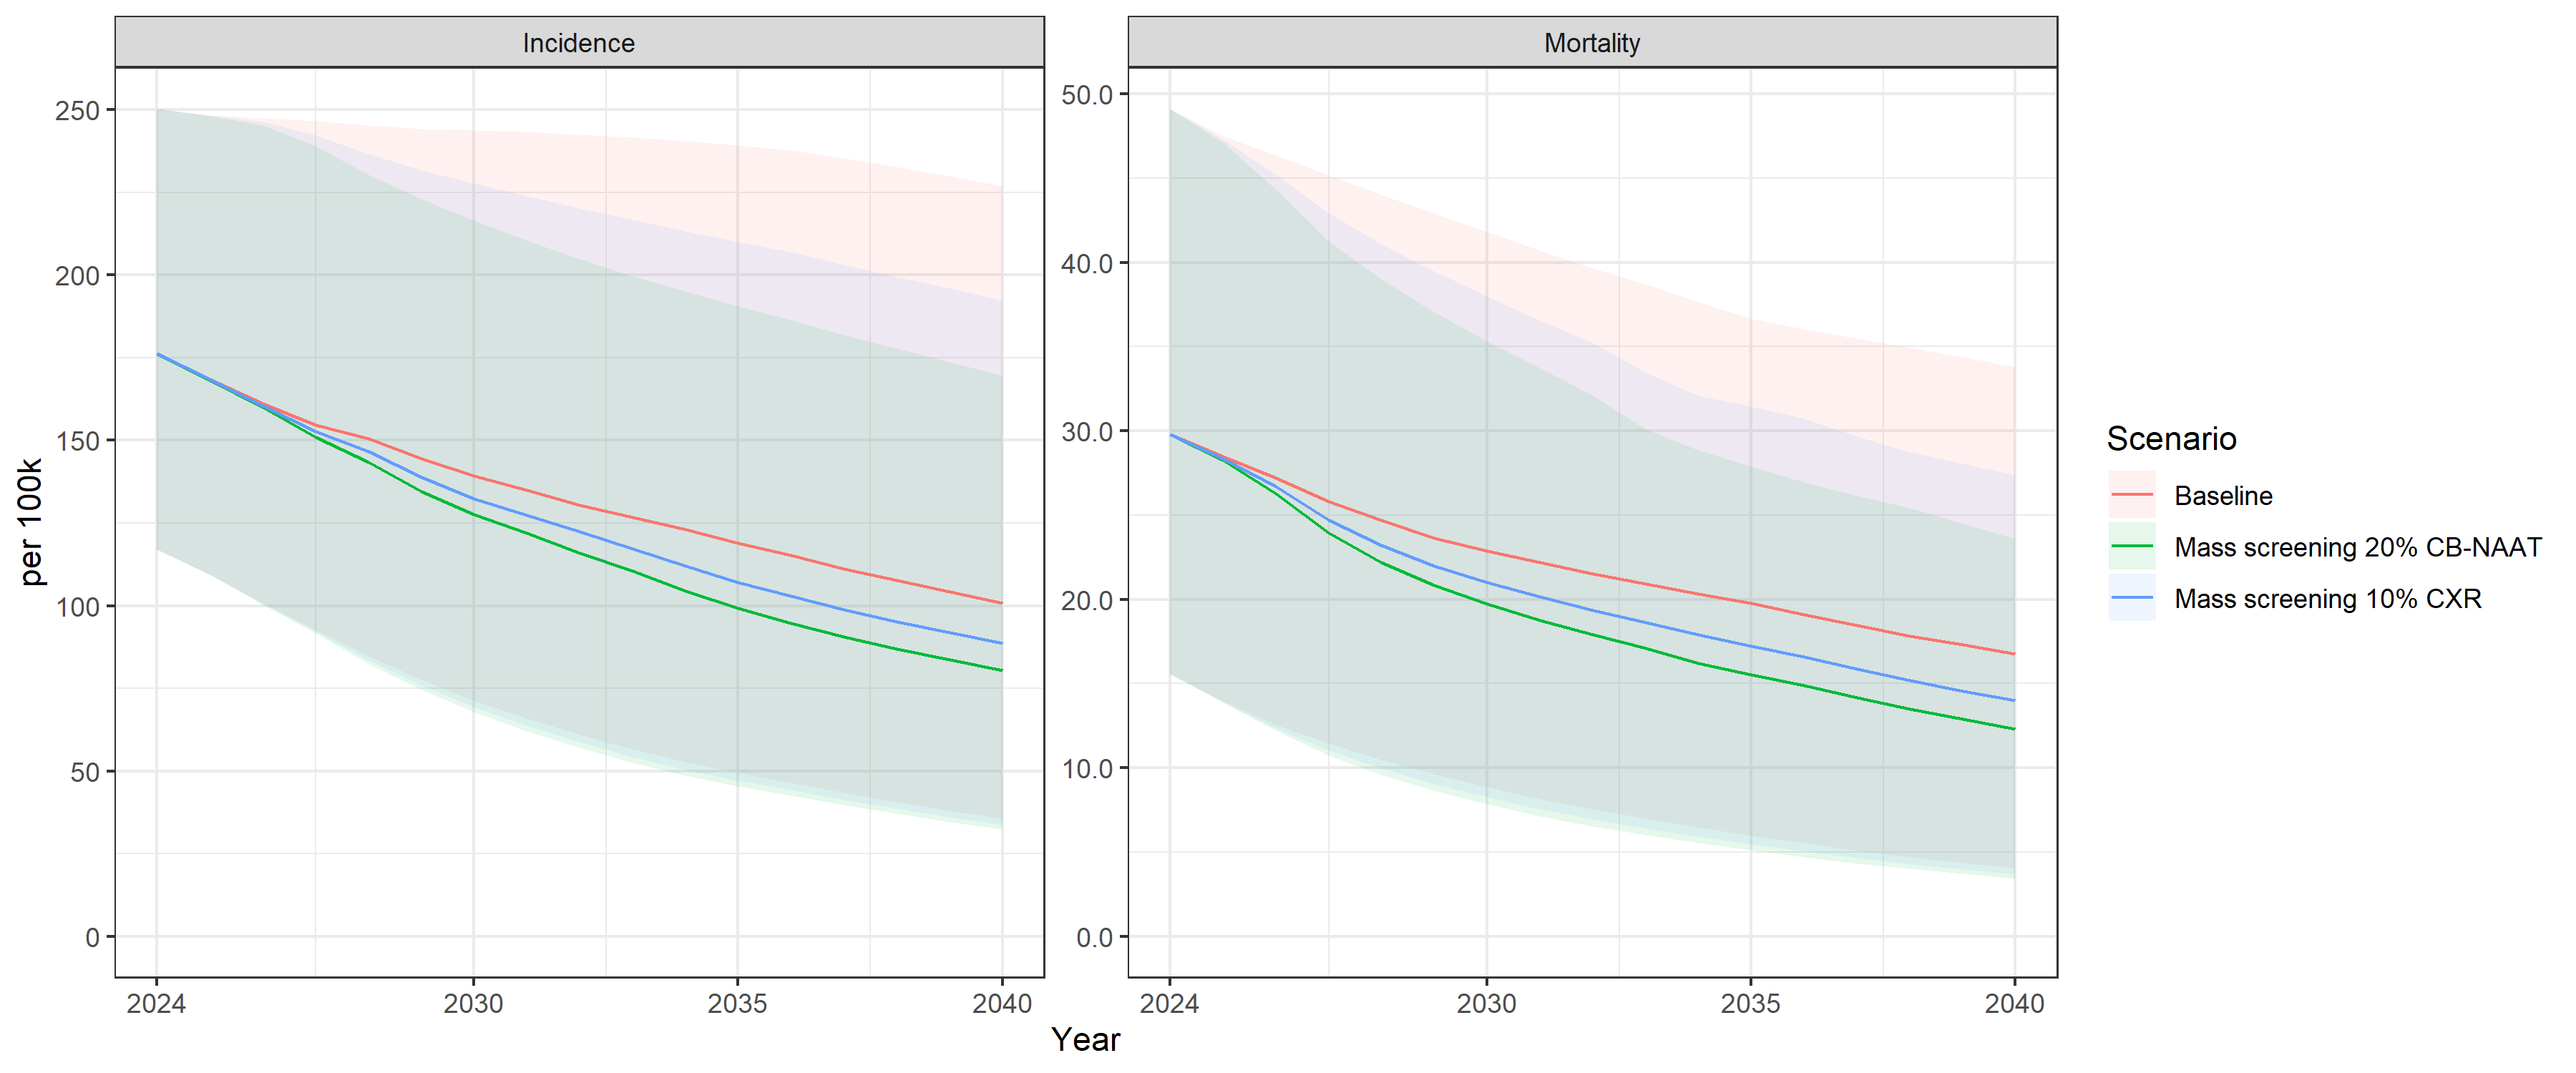 Incidence
Mortality
per 100k
250
200
150
100
50
0
50.0
40.0
30.0
20.0
10.0
0.0
2024 2030 2035 2040
2024 2030 2035 2040
Year
Scenario
Baseline
Mass screening 20% CB-NAAT
Mass screening 10% CXR